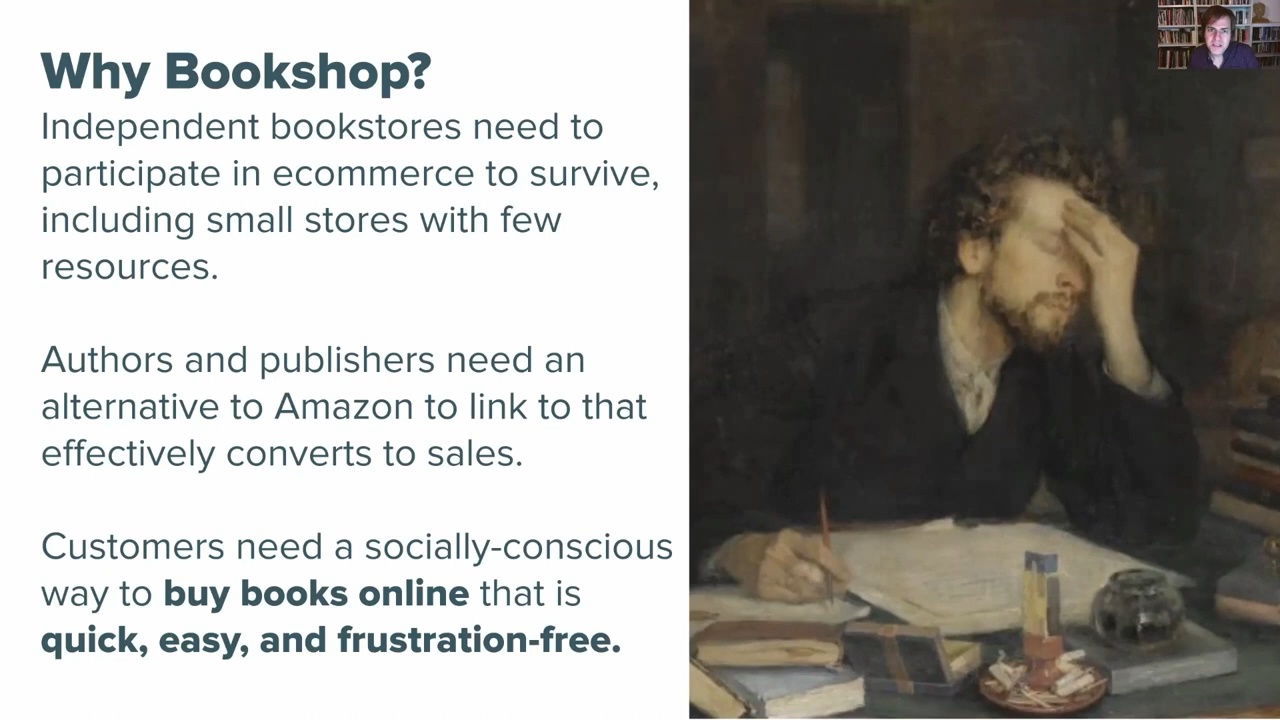 Why Bookshop?
Independent bookstores need to
participate in ecommerce to survive,
including small stores with few
resources.
Authors and publishers need an
alternative to Amazon to link to that
effectively converts to sales.
Customers need a socially-conscious
way to buy books online that is
quick, easy, and frustration-free.